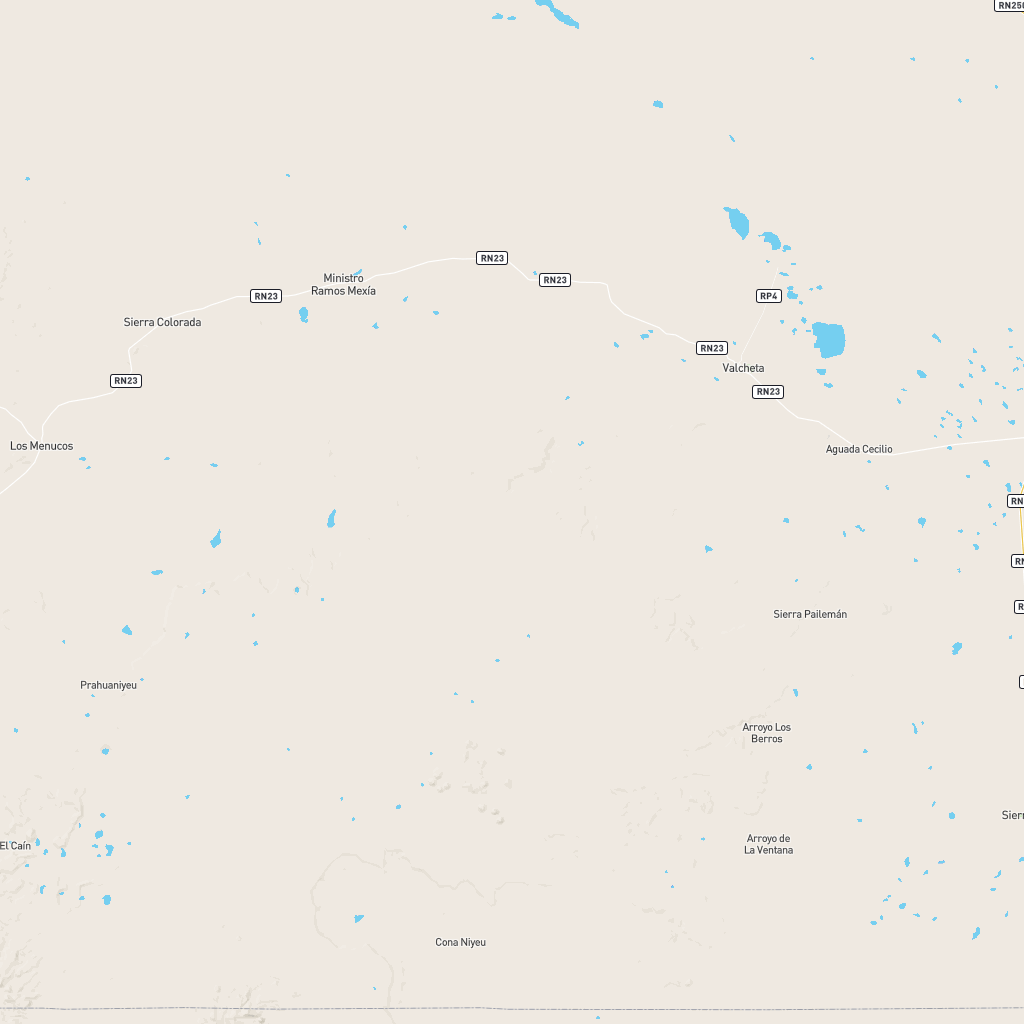 RN250
RN23
RN23
Ministro
Ramos Mexía
RN23
RP4
Sierra Colorada
RN23
Valcheta
RN23
RN23
Los Menucos
Aguada Cecilio
RN
RN
R
Sierra Pailemán
Prahuaniyeu
Arroyo Los
Berros
Sierr
El Caín
Arroyo de
La Ventana
Cona Niyeu